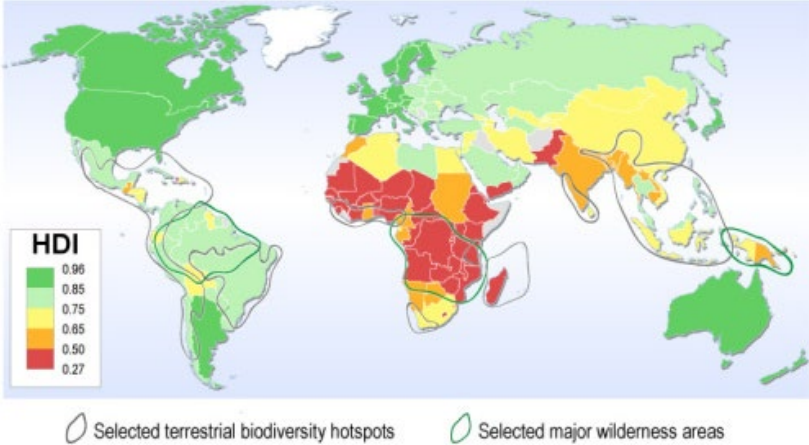 HDI
0.96
0.85
0.75
0.65
0.50
0.27
Selected terrestrial biodiversity hotspots
Selected major wilderness areas